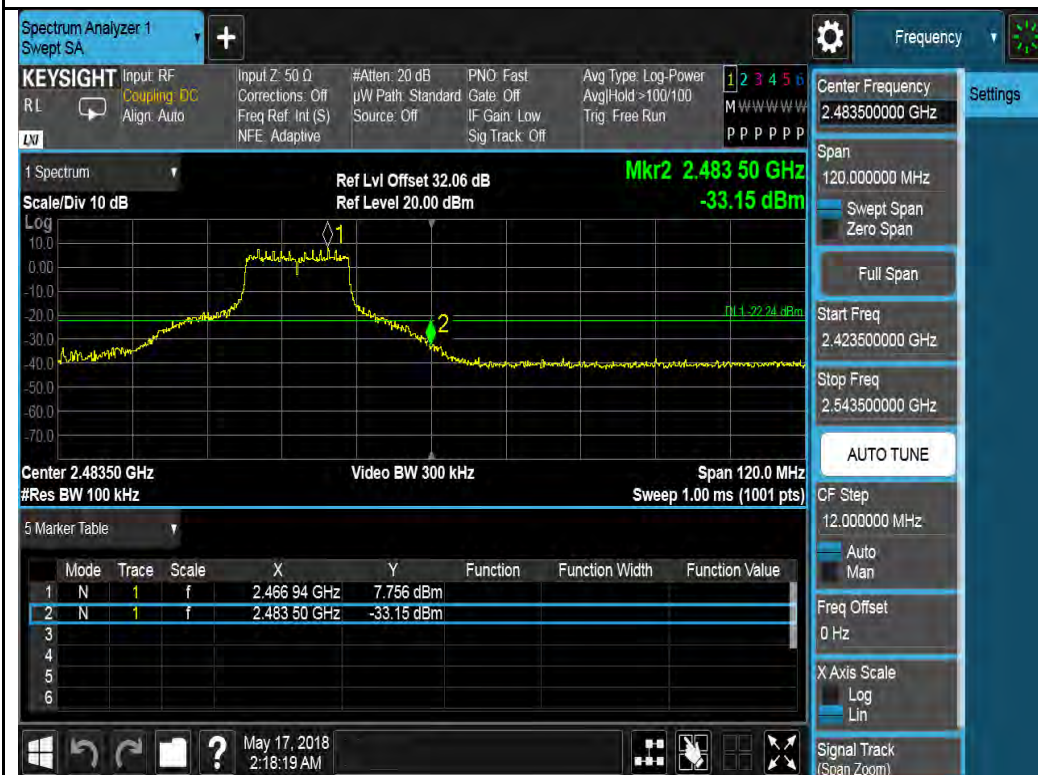 Spectrum Analyzer 1
Swept SA
+
Frequency
KEYSIGHT
RL
LXI
Input: RF
Coupling: DC
Align: Auto
Input Z: 50 Ω
Corrections: Off
Freq Ref: Int (S)
NFE: Adaptive
#Atten: 20 dB
µW Path: Standard
Source: Off
PNO: Fast
Gate: Off
IF Gain: Low
Sig Track: Off
Avg Type: Log-Power
Avg|Hold >100/100
Trig: Free Run
1 2 3 4 5 6
M W W W W W
P P P P P P
1 Spectrum
Scale/Div 10 dB
Ref Lvl Offset 32.06 dB
Ref Level 20.00 dBm
Mkr2 2.483 50 GHz
-33.15 dBm
Log
10.0
0.00
-10.0
-20.0
-30.0
-40.0
-50.0
-60.0
-70.0
1
2
DL1 -22.24 dBm
Center 2.48350 GHz
#Res BW 100 kHz
Video BW 300 kHz
Span 120.0 MHz
Sweep 1.00 ms (1001 pts)
5 Marker Table
Mode Trace Scale X Y Function Function Width Function Value
1 N 1 f 2.466 94 GHz 7.756 dBm
2 N 1 f 2.483 50 GHz -33.15 dBm
3
4
5
6
?
May 17, 2018
2:18:19 AM
Center Frequency
2.483500000 GHz
Settings
Span
120.000000 MHz
Swept Span
Zero Span
Full Span
Start Freq
2.423500000 GHz
Stop Freq
2.543500000 GHz
AUTO TUNE
CF Step
12.000000 MHz
Auto
Man
Freq Offset
0 Hz
X Axis Scale
Log
Lin
Signal Track
(Span Zoom)